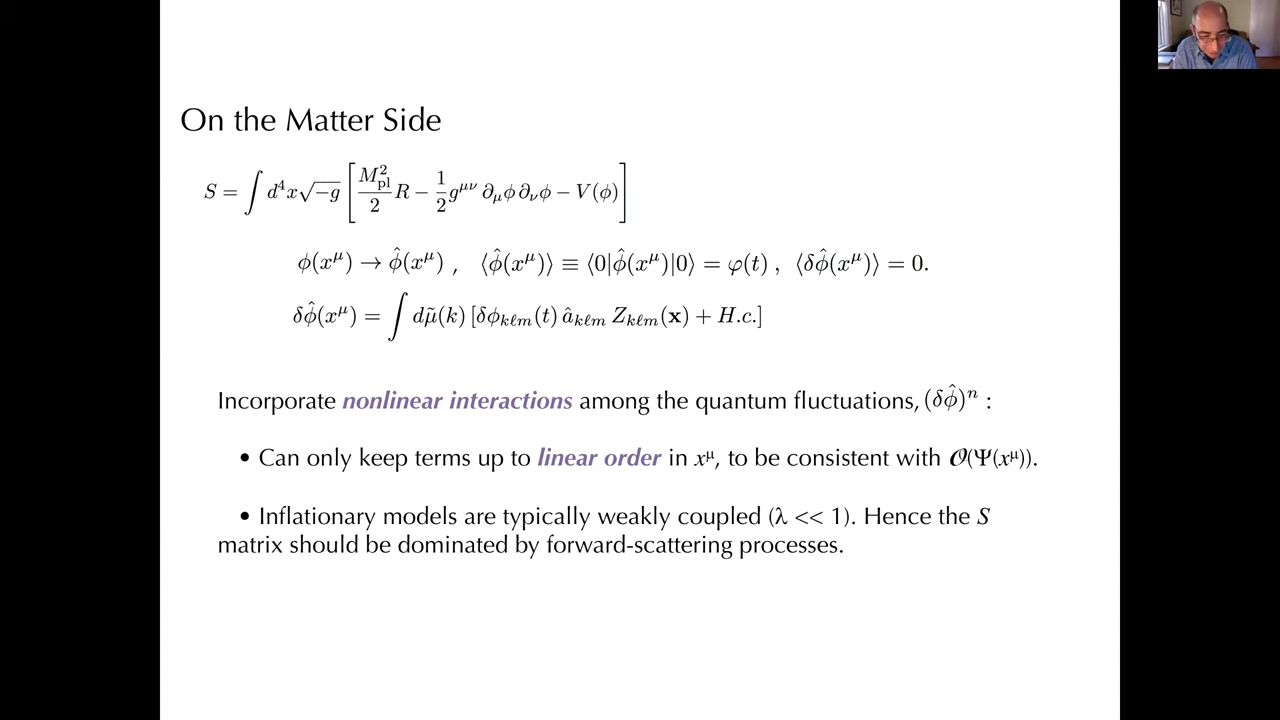 On the Matter Side
S = ∫ d⁴x√−g [ M²pl/2 R − 1/2 g^{μν} ∂_μϕ ∂_νϕ − V(ϕ) ]
ϕ(x^μ) → ϕ̂(x^μ) , ⟨ϕ̂(x^μ)⟩ ≡ ⟨0|ϕ̂(x^μ)|0⟩ = φ(t) , ⟨δϕ̂(x^μ)⟩ = 0.
δϕ̂(x^μ) = ∫ dμ̃(k) [δϕ_{kℓm}(t) â_{kℓm} Z_{kℓm}(𝐱) + H.c.]
Incorporate nonlinear interactions among the quantum fluctuations, (δϕ̂)ⁿ :
• Can only keep terms up to linear order in x^μ, to be consistent with 𝒪(Ψ(x^μ)).
• Inflationary models are typically weakly coupled (λ << 1). Hence the S
matrix should be dominated by forward-scattering processes.